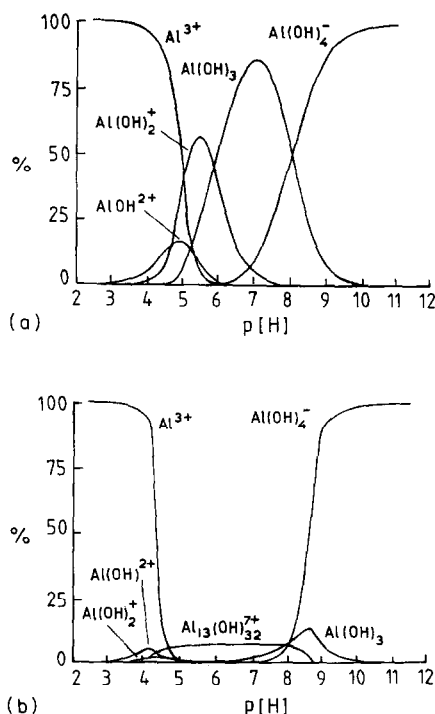 100
75
50
25
0
%
Al³⁺
Al(OH)₄⁻
Al(OH)₃
Al(OH)₂⁺
AlOH²⁺
2 3 4 5 6 7 8 9 10 11 12
(a)
p[H]
100
75
50
25
0
%
Al³⁺
Al(OH)₄⁻
Al(OH)²⁺
Al(OH)₂⁺
Al₁₃(OH)₃₂⁷⁺
Al(OH)₃
2 3 4 5 6 7 8 9 10 11 12
(b)
p[H]